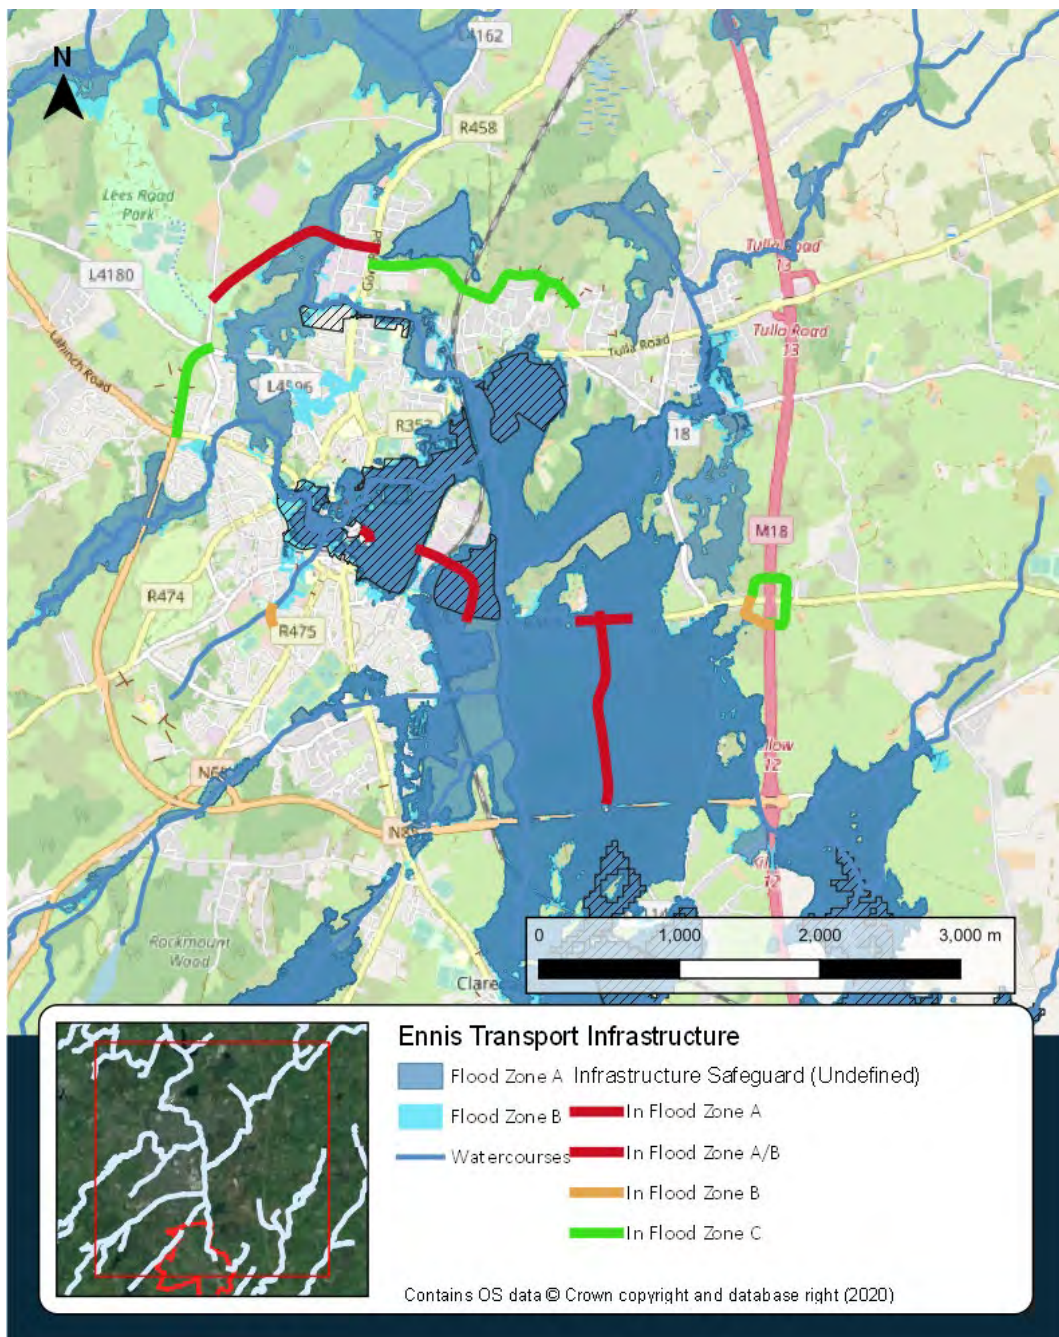 N
L4162
R458
Lees Road
Park
L4180
Tulla Road
13
Tulla Road
13
Tulla Road
Lahinch Road
L4596
R352
18
M18
R474
R475
12
N85
12
Rockmount
Wood
Clare
0 1,000 2,000 3,000 m
Ennis Transport Infrastructure
Flood Zone A Infrastructure Safeguard (Undefined)
Flood Zone B In Flood Zone A
Watercourses In Flood Zone A/B
In Flood Zone B
In Flood Zone C
Contains OS data © Crown copyright and database right (2020)